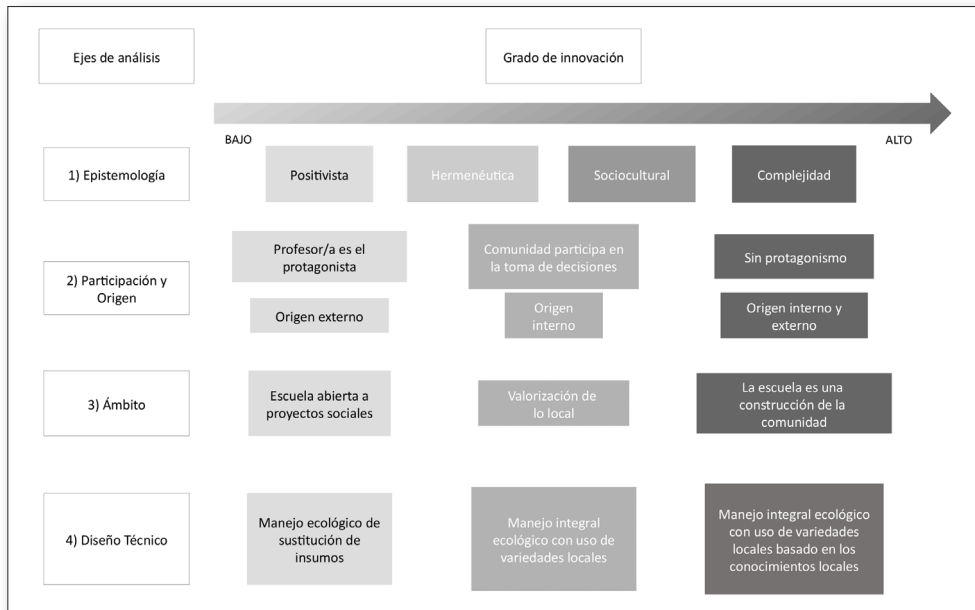 Ejes de análisis
Grado de innovación
BAJO
ALTO
1) Epistemología
Positivista
Hermenéutica
Sociocultural
Complejidad
2) Participación y
Origen
Profesor/a es el
protagonista
Comunidad participa en
la toma de decisiones
Sin protagonismo
Origen externo
Origen
interno
Origen interno y
externo
3) Ámbito
Escuela abierta a
proyectos sociales
Valorización de
lo local
La escuela es una
construcción de la
comunidad
4) Diseño Técnico
Manejo ecológico de
sustitución de
insumos
Manejo integral
ecológico con uso de
variedades locales
Manejo integral ecológico
con uso de variedades
locales basado en los
conocimientos locales